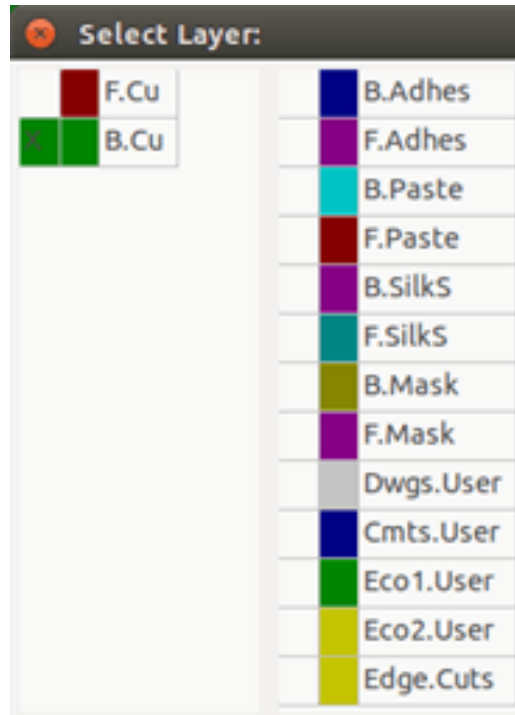 Select Layer:
F.Cu
X B.Cu
B.Adhes
F.Adhes
B.Paste
F.Paste
B.SilkS
F.SilkS
B.Mask
F.Mask
Dwgs.User
Cmts.User
Eco1.User
Eco2.User
Edge.Cuts